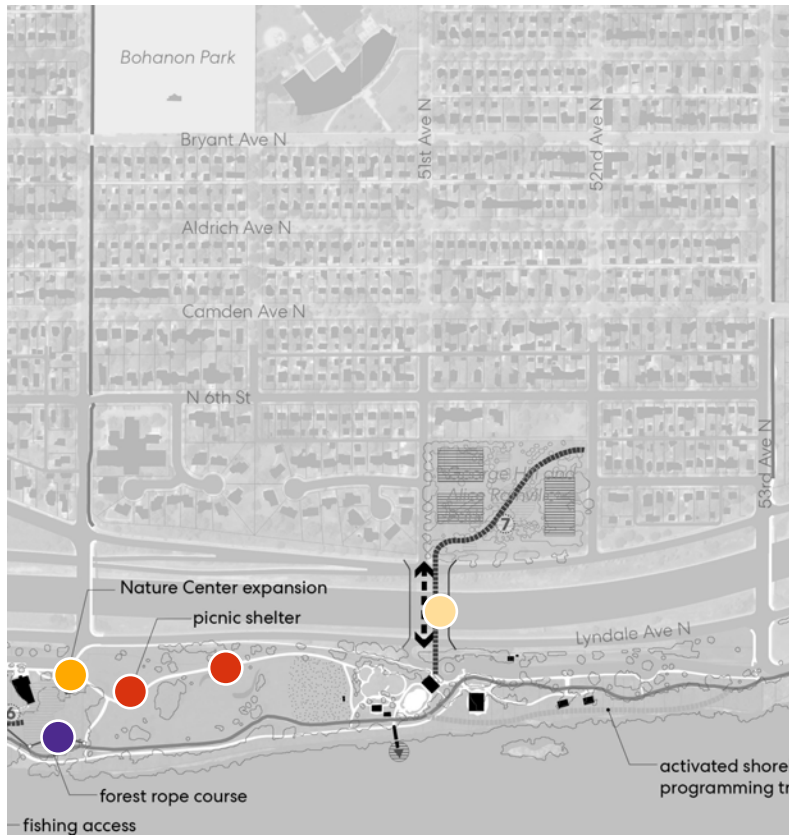 Bohanon Park
Bryant Ave N
51st Ave N
52nd Ave N
Aldrich Ave N
Camden Ave N
N 6th St
53rd Ave N
7
Nature Center expansion
picnic shelter
Lyndale Ave N
6
forest rope course
fishing access
activated shore
programming tr